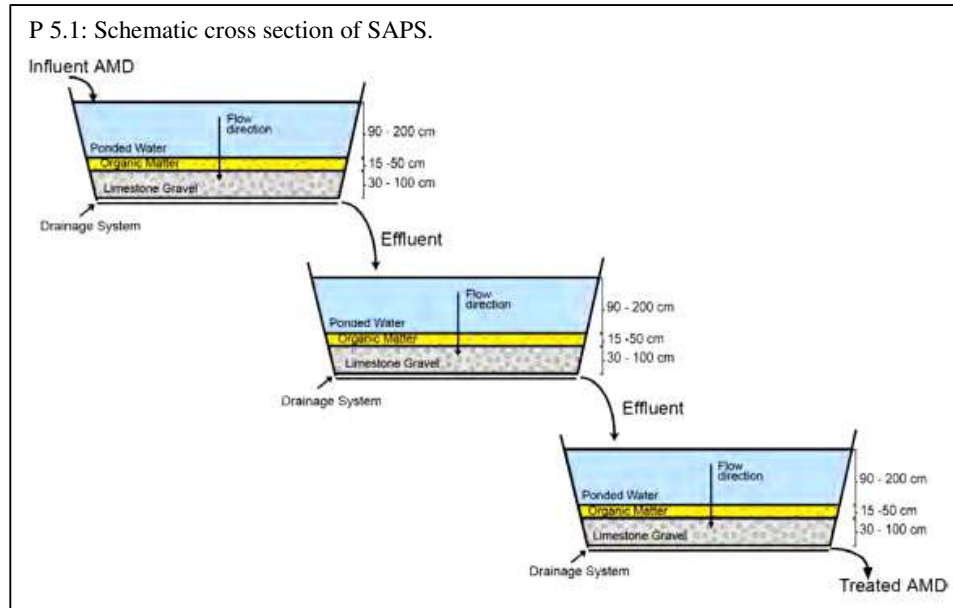 P 5.1: Schematic cross section of SAPS.
Influent AMD
Flow
direction
90 - 200 cm
Ponded Water
Organic Matter
15 -50 cm
Limestone Gravel
30 - 100 cm
Drainage System
Effluent
Flow
direction
90 - 200 cm
Ponded Water
Organic Matter
15 -50 cm
Limestone Gravel
30 - 100 cm
Drainage System
Effluent
Flow
direction
90 - 200 cm
Ponded Water
Organic Matter
15 -50 cm
Limestone Gravel
30 - 100 cm
Drainage System
Treated AMD